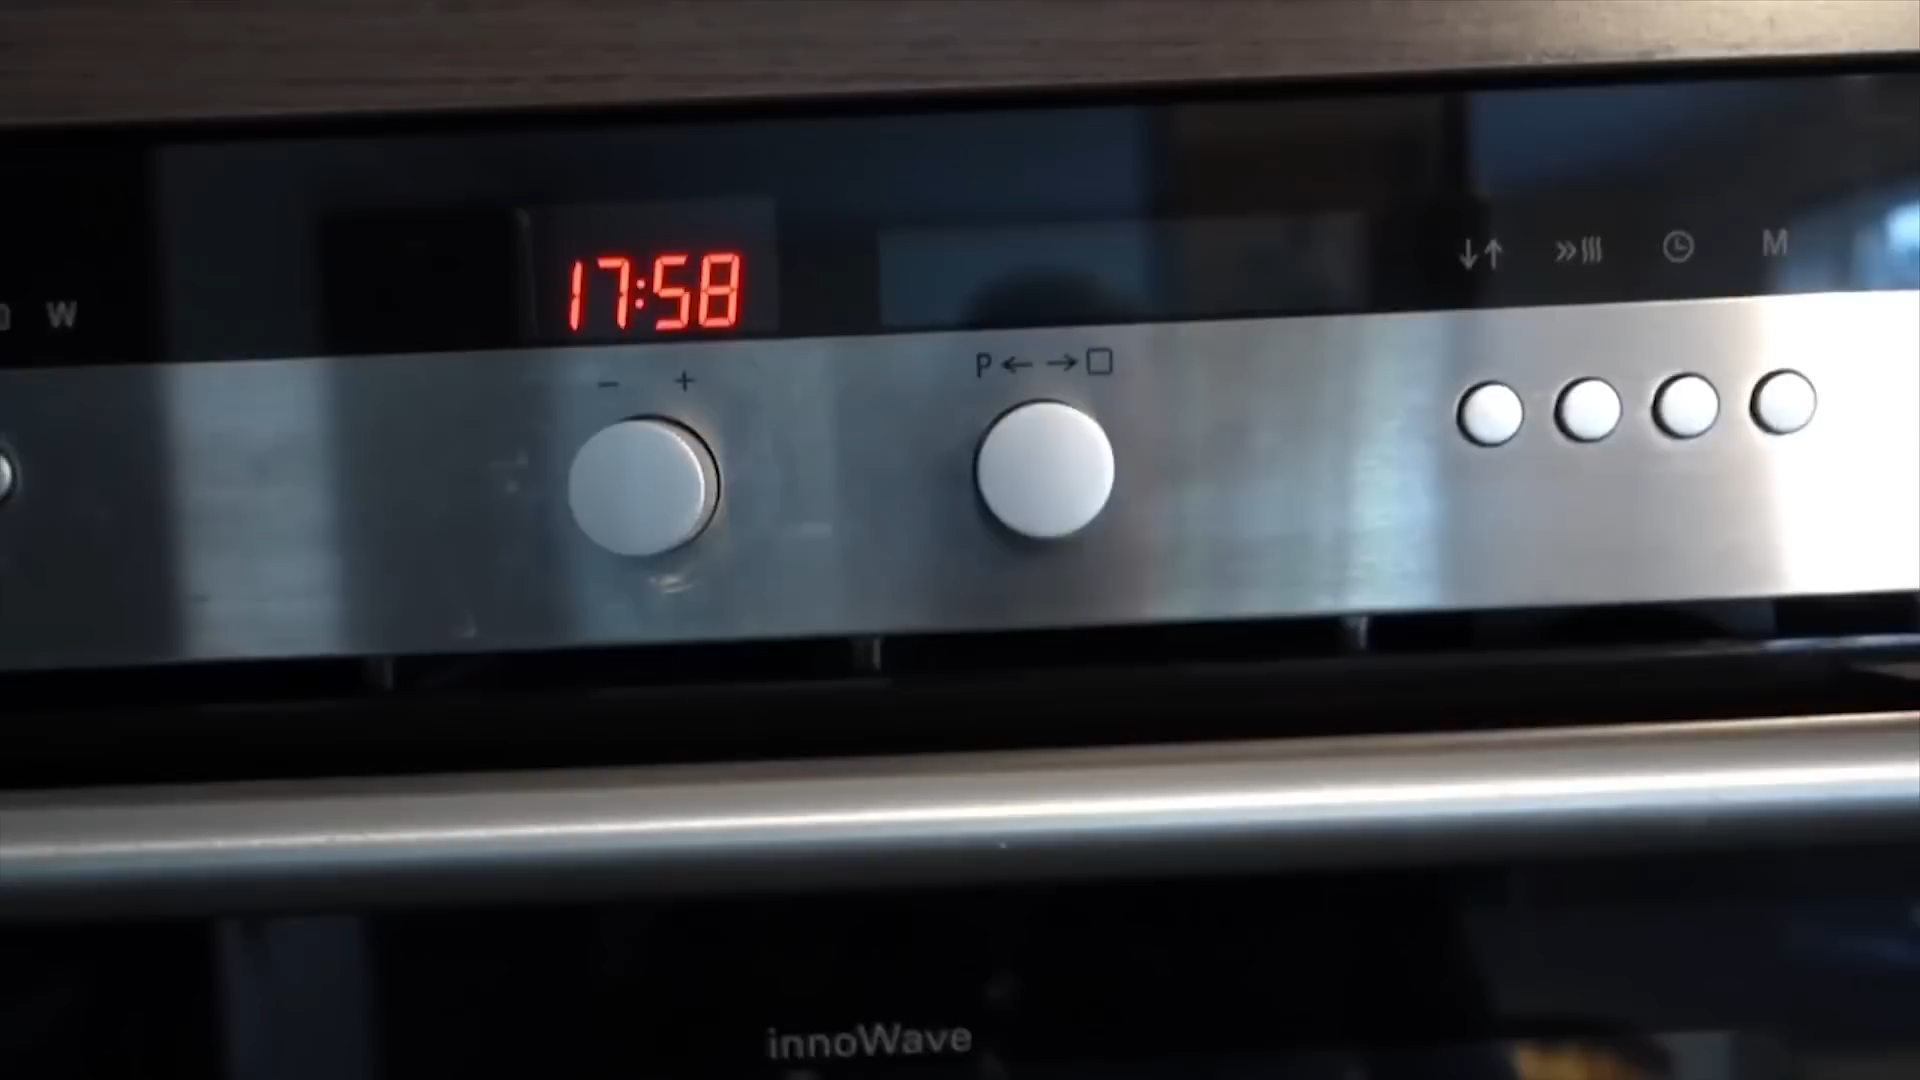 17:58
W
M
- +
P ← → □
innoWave